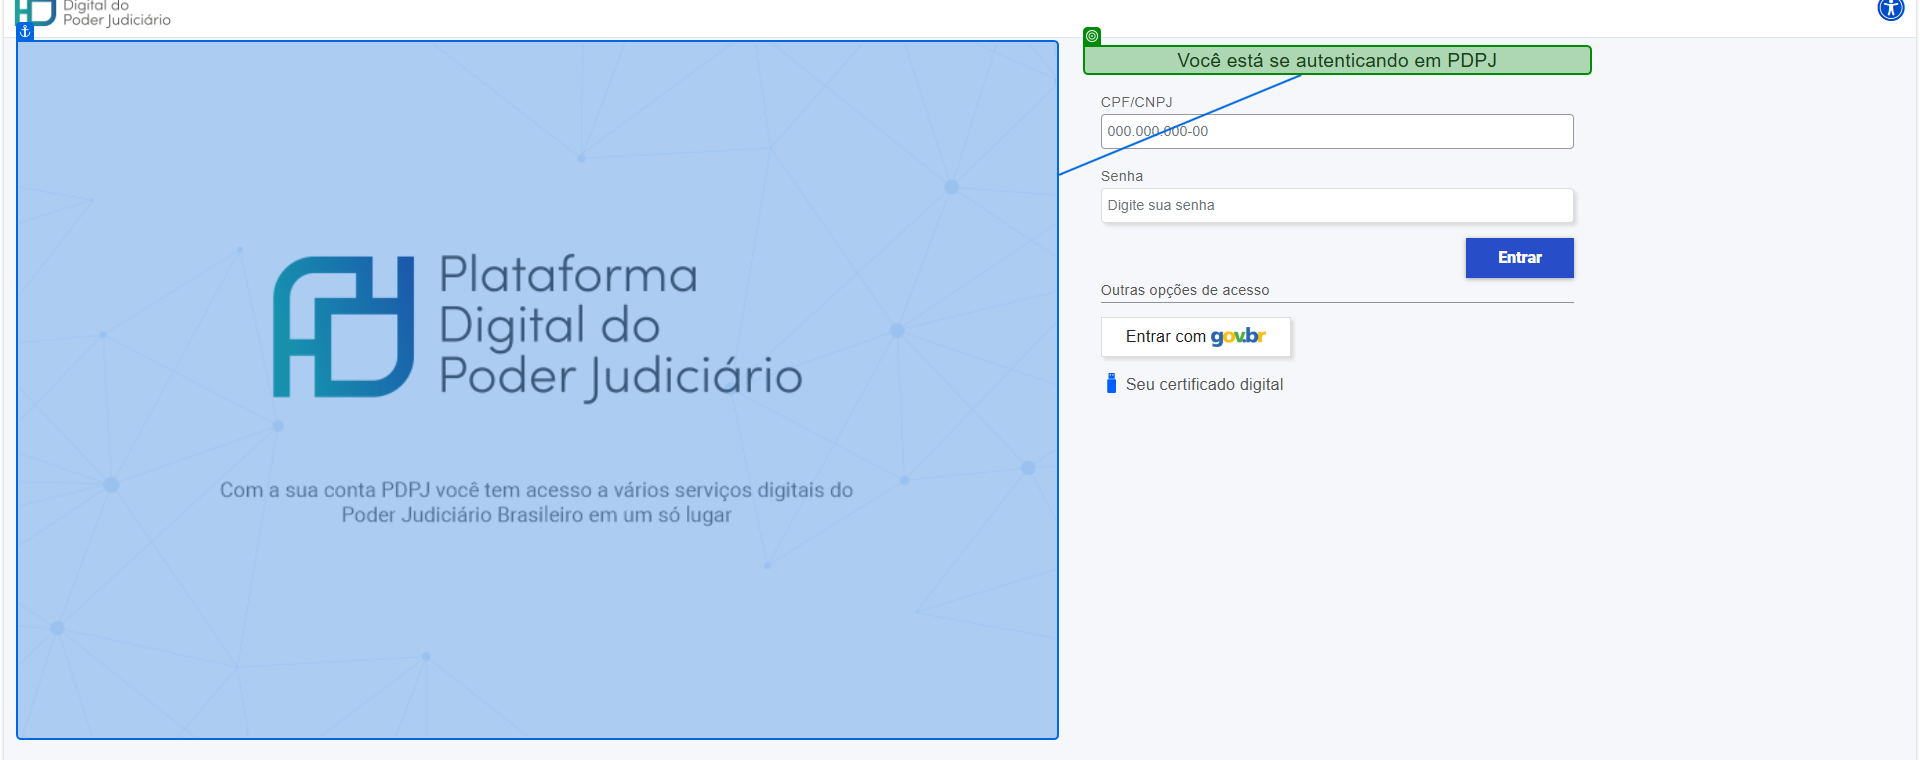 Digital do
Poder Judiciário
Você está se autenticando em PDPJ
CPF/CNPJ
000.000.000-00
Senha
Digite sua senha
Entrar
Outras opções de acesso
Entrar com gov.br
Seu certificado digital
Plataforma
Digital do
Poder Judiciário
Com a sua conta PDPJ você tem acesso a vários serviços digitais do
Poder Judiciário Brasileiro em um só lugar